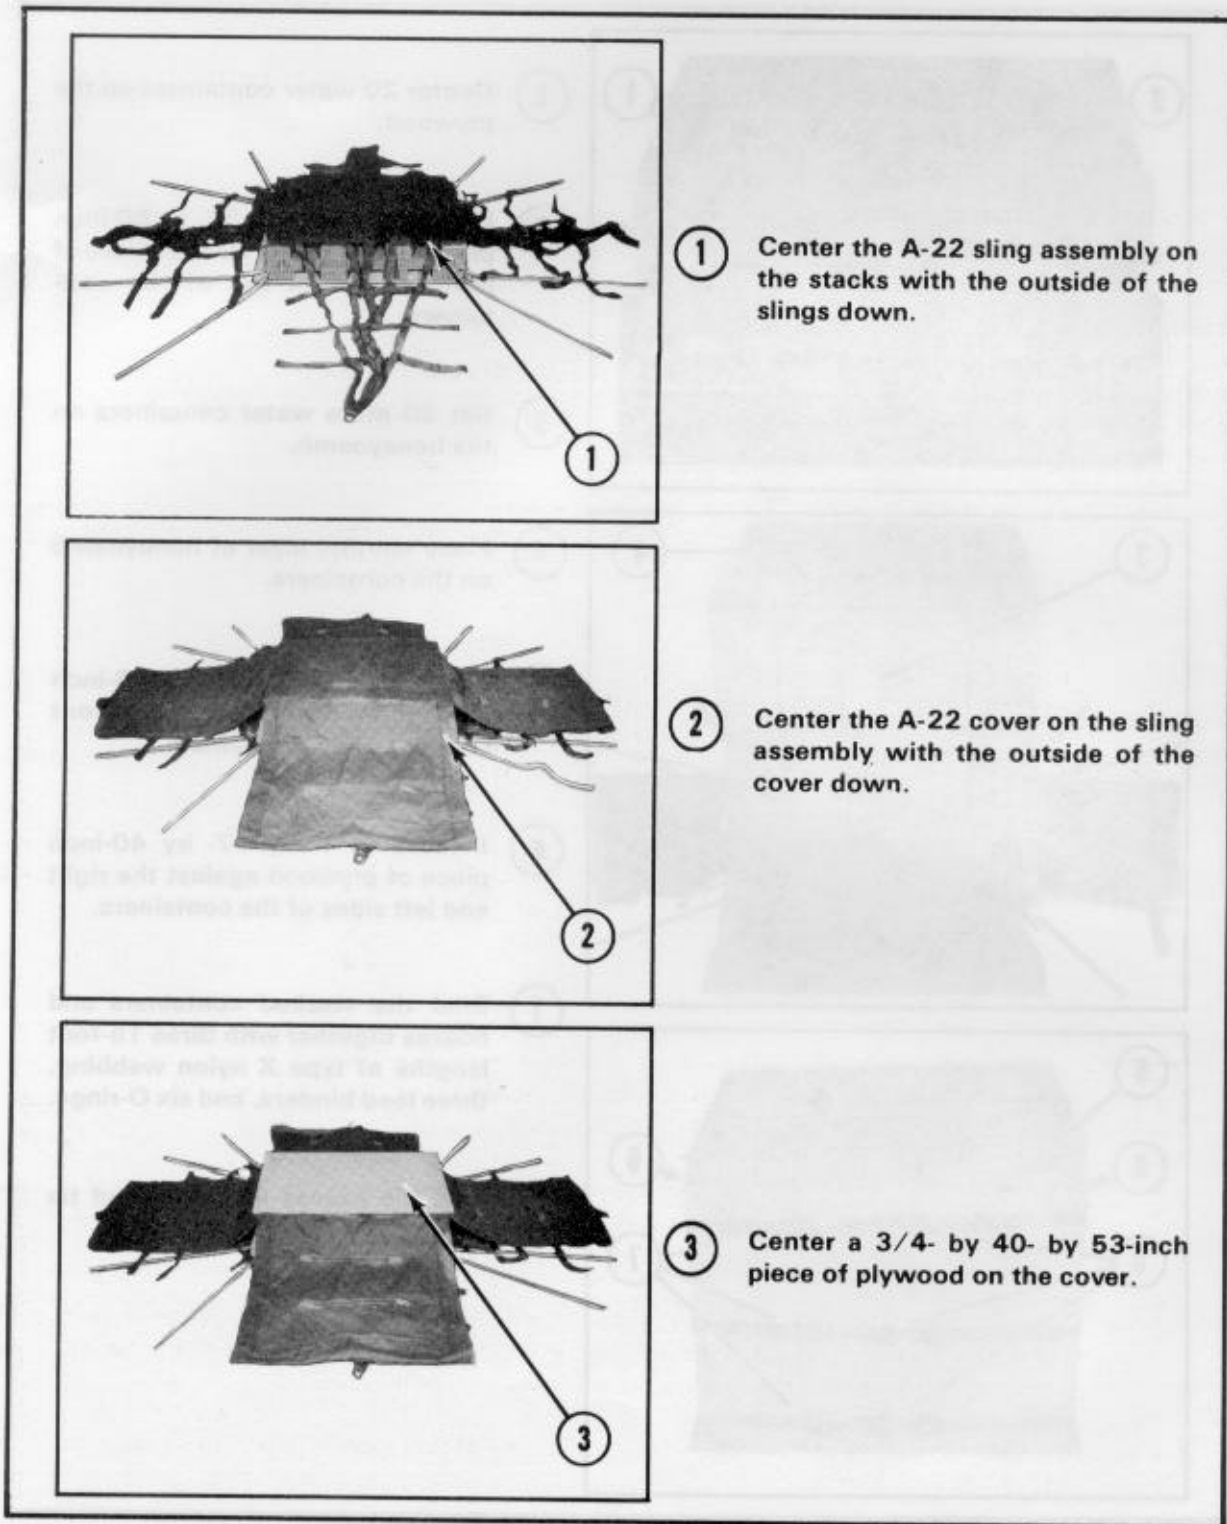 1
1 Center the A-22 sling assembly on
the stacks with the outside of the
slings down.
2
2 Center the A-22 cover on the sling
assembly with the outside of the
cover down.
3
3 Center a 3/4- by 40- by 53-inch
piece of plywood on the cover.